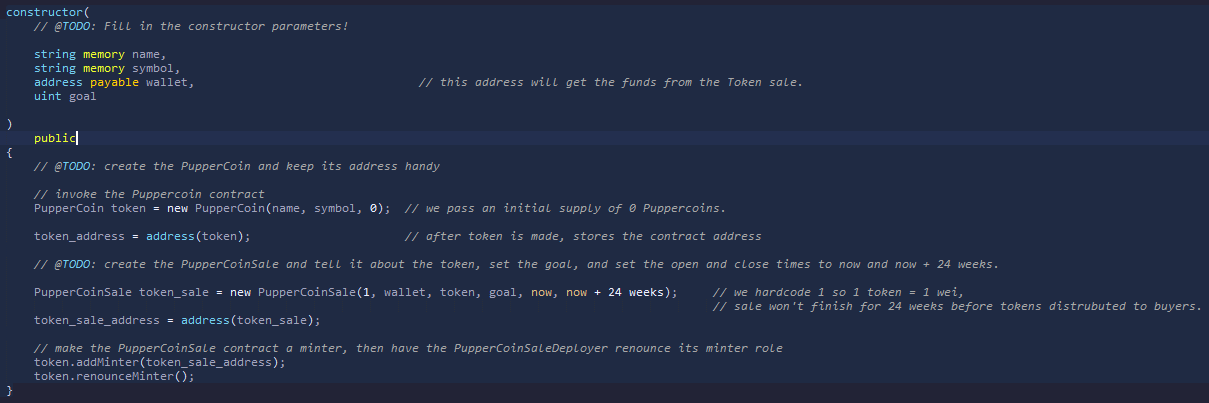 constructor(
// @TODO: Fill in the constructor parameters!
string memory name,
string memory symbol,
address payable wallet, // this address will get the funds from the Token sale.
uint goal
)
public
{
// @TODO: create the PupperCoin and keep its address handy
// invoke the Puppercoin contract
PupperCoin token = new PupperCoin(name, symbol, 0); // we pass an initial supply of 0 Puppercoins.
token_address = address(token); // after token is made, stores the contract address
// @TODO: create the PupperCoinSale and tell it about the token, set the goal, and set the open and close times to now and now + 24 weeks.
PupperCoinSale token_sale = new PupperCoinSale(1, wallet, token, goal, now, now + 24 weeks); // we hardcode 1 so 1 token = 1 wei,
// sale won't finish for 24 weeks before tokens distrubuted to buyers.
token_sale_address = address(token_sale);
// make the PupperCoinSale contract a minter, then have the PupperCoinSaleDeployer renounce its minter role
token.addMinter(token_sale_address);
token.renounceMinter();
}